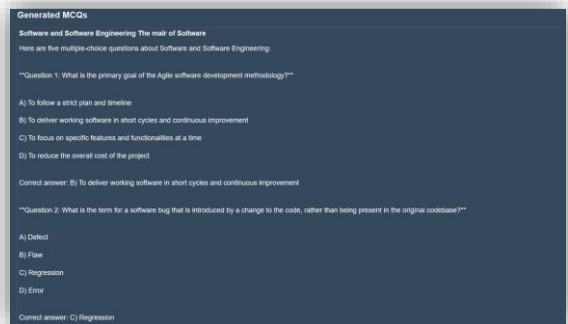 Generated MCQs
Software and Software Engineering The malr of Software
Here are five multiple-choice questions about Software and Software Engineering:
**Question 1: What is the primary goal of the Agile software development methodology?**
A) To follow a strict plan and timeline
B) To deliver working software in short cycles and continuous improvement
C) To focus on specific features and functionalities at a time
D) To reduce the overall cost of the project
Correct answer: B) To deliver working software in short cycles and continuous improvement
**Question 2: What is the term for a software bug that is introduced by a change to the code, rather than being present in the original codebase?**
A) Defect
B) Flaw
C) Regression
D) Error
Correct answer: C) Regression